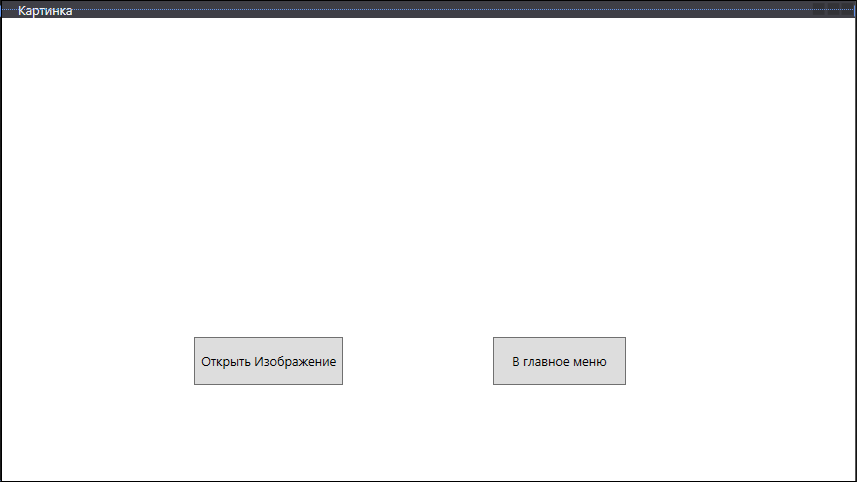 Картинка
Открыть Изображение
В главное меню